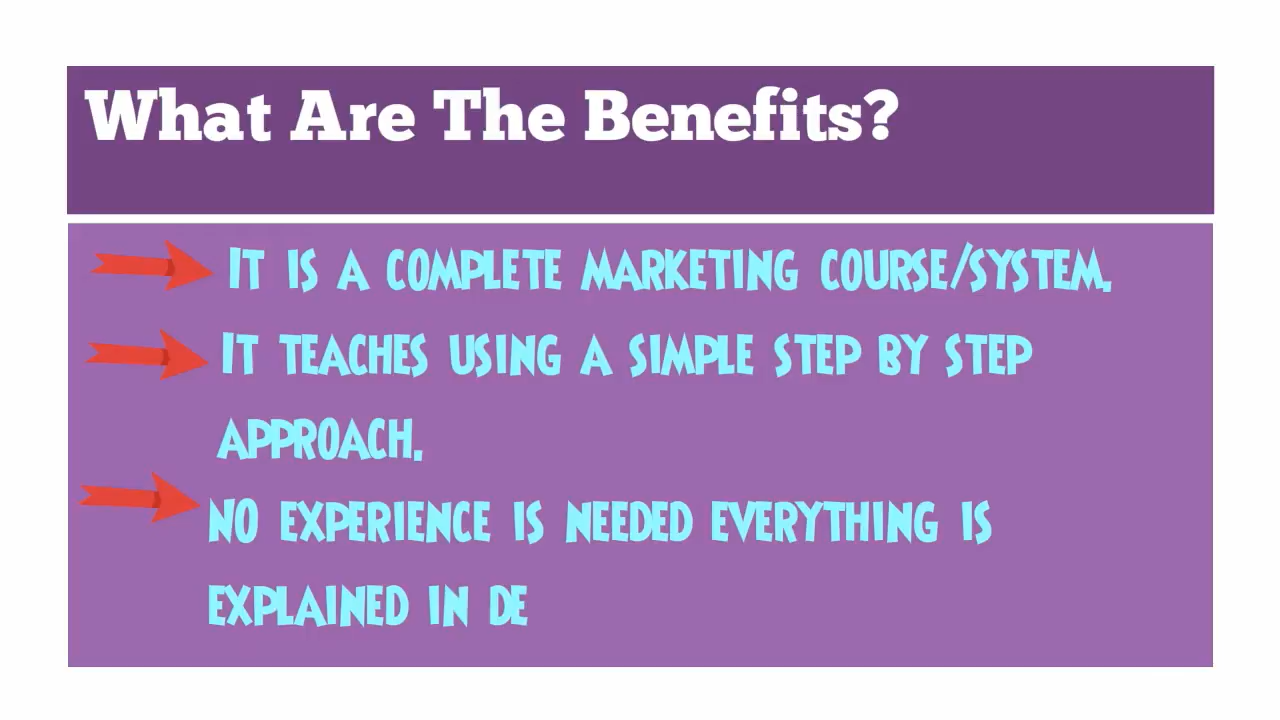 What Are The Benefits?
IT IS A COMPLETE MARKETING COURSE/SYSTEM.
IT TEACHES USING A SIMPLE STEP BY STEP
APPROACH.
NO EXPERIENCE IS NEEDED EVERYTHING IS
EXPLAINED IN DE